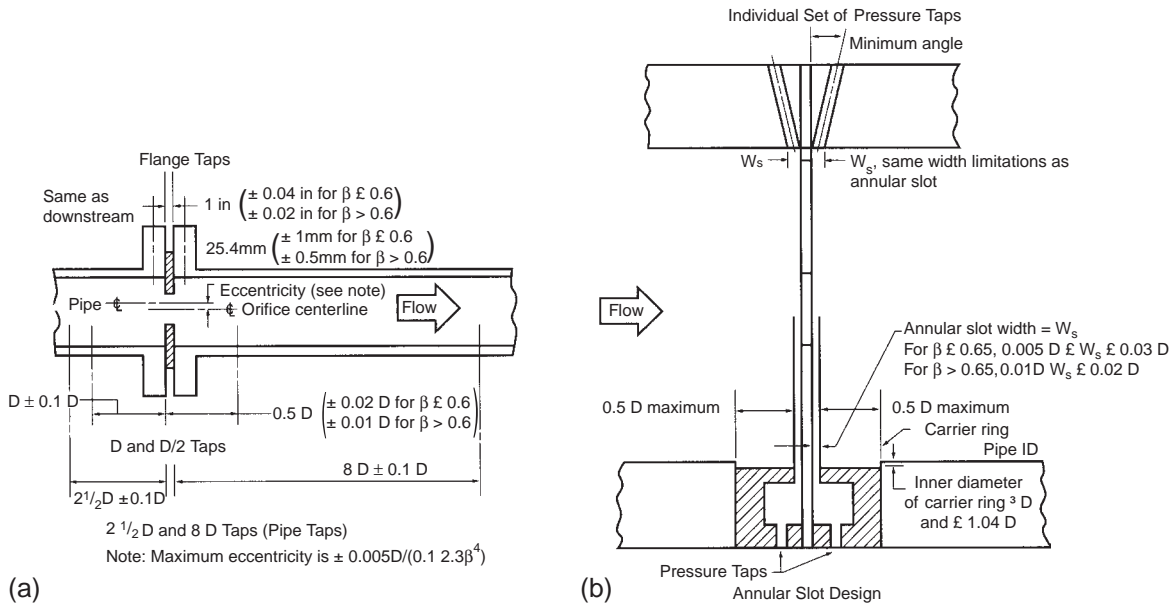 Flange Taps
Same as
downstream
1 in (± 0.04 in for β £ 0.6
± 0.02 in for β > 0.6)
25.4mm (± 1mm for β £ 0.6
± 0.5mm for β > 0.6)
Pipe ℄
Eccentricity (see note)
℄ Orifice centerline
Flow
D ± 0.1 D
0.5 D (± 0.02 D for β £ 0.6
± 0.01 D for β > 0.6)
D and D/2 Taps
8 D ± 0.1 D
2 1/2 D ±0.1D
2 1/2 D and 8 D Taps (Pipe Taps)
Note: Maximum eccentricity is ± 0.005D/(0.1 2.3β⁴)
(a)
Individual Set of Pressure Taps
Minimum angle
Ws
Ws, same width limitations as
annular slot
Flow
Annular slot width = Ws
For β £ 0.65, 0.005 D £ Ws £ 0.03 D
For β > 0.65, 0.01D Ws £ 0.02 D
0.5 D maximum
0.5 D maximum
Carrier ring
Pipe ID
Inner diameter
of carrier ring ³ D
and £ 1.04 D
Pressure Taps
Annular Slot Design
(b)